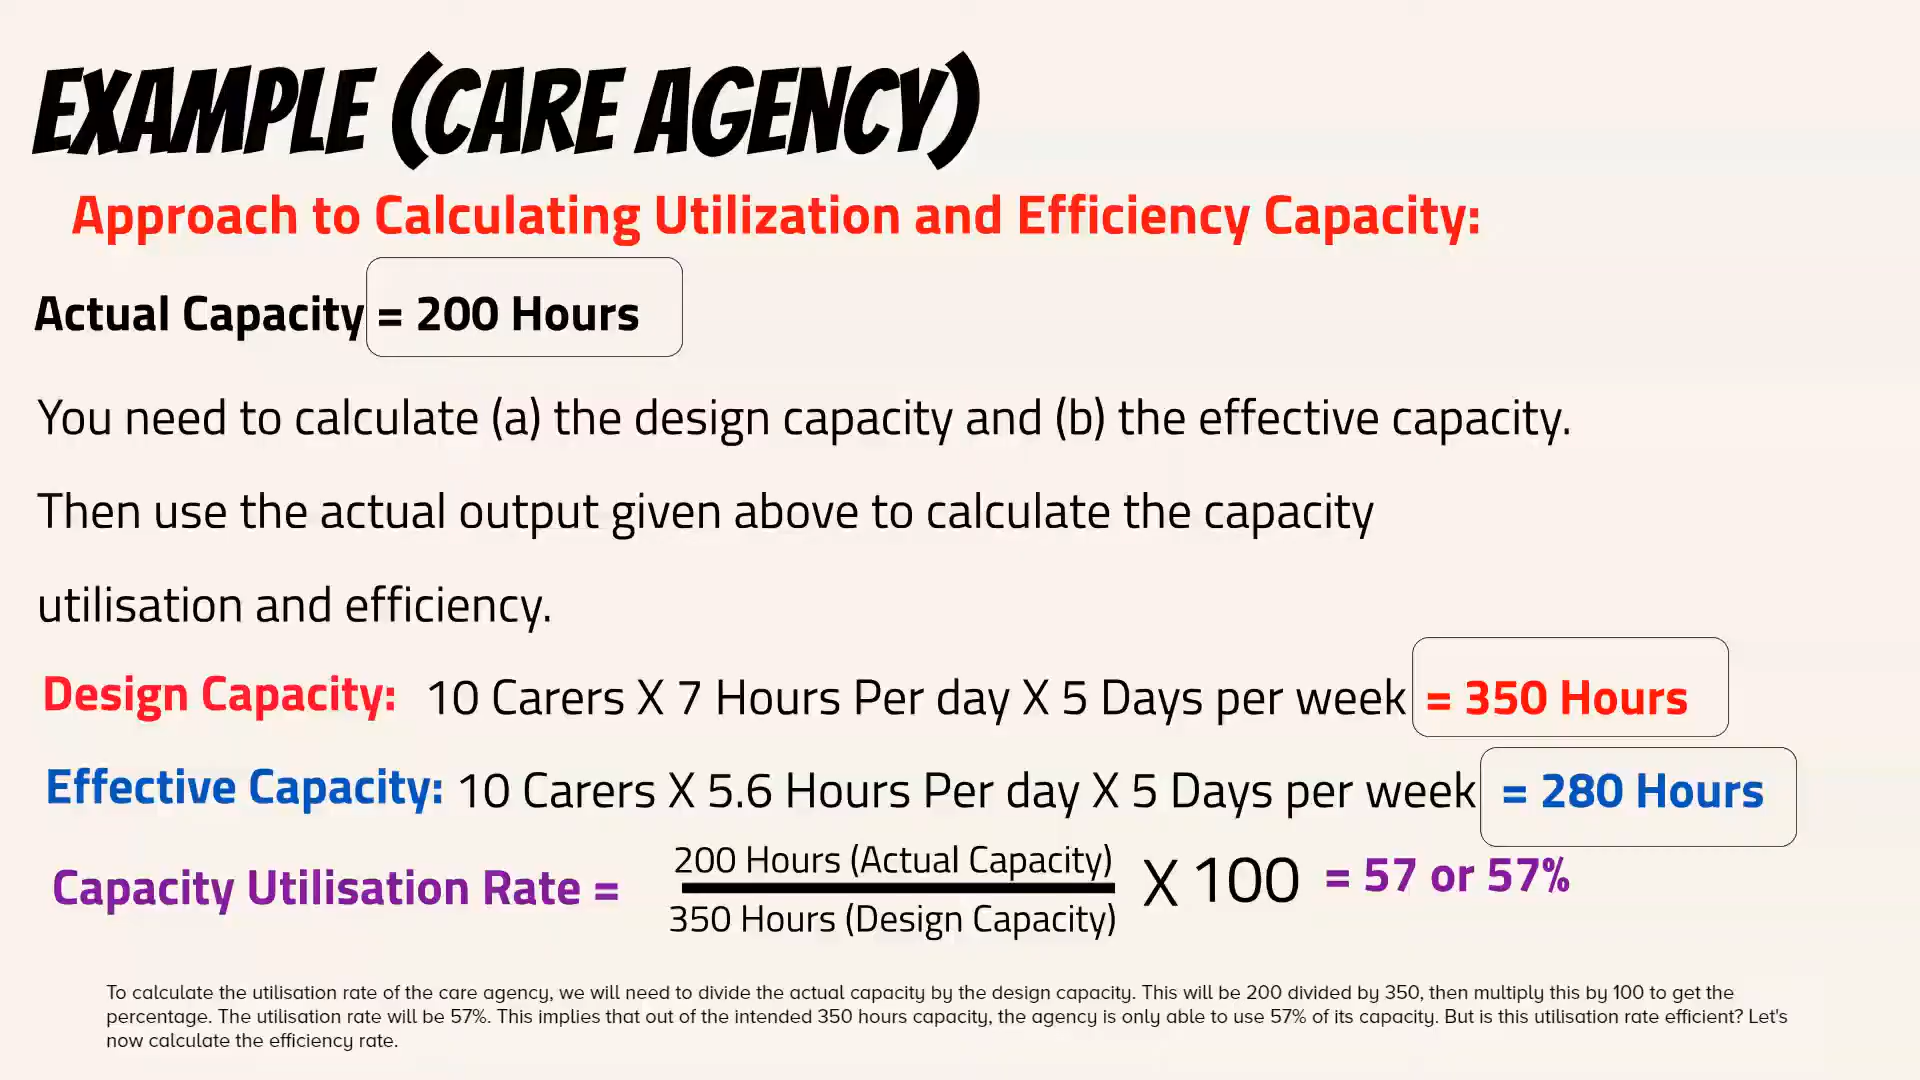 EXAMPLE (CARE AGENCY)
Approach to Calculating Utilization and Efficiency Capacity:
Actual Capacity = 200 Hours
You need to calculate (a) the design capacity and (b) the effective capacity.
Then use the actual output given above to calculate the capacity
utilisation and efficiency.
Design Capacity: 10 Carers X 7 Hours Per day X 5 Days per week = 350 Hours
Effective Capacity: 10 Carers X 5.6 Hours Per day X 5 Days per week = 280 Hours
Capacity Utilisation Rate = 200 Hours (Actual Capacity) X 100 = 57 or 57%
350 Hours (Design Capacity)
To calculate the utilisation rate of the care agency, we will need to divide the actual capacity by the design capacity. This will be 200 divided by 350, then multiply this by 100 to get the
percentage. The utilisation rate will be 57%. This implies that out of the intended 350 hours capacity, the agency is only able to use 57% of its capacity. But is this utilisation rate efficient? Let's
now calculate the efficiency rate.